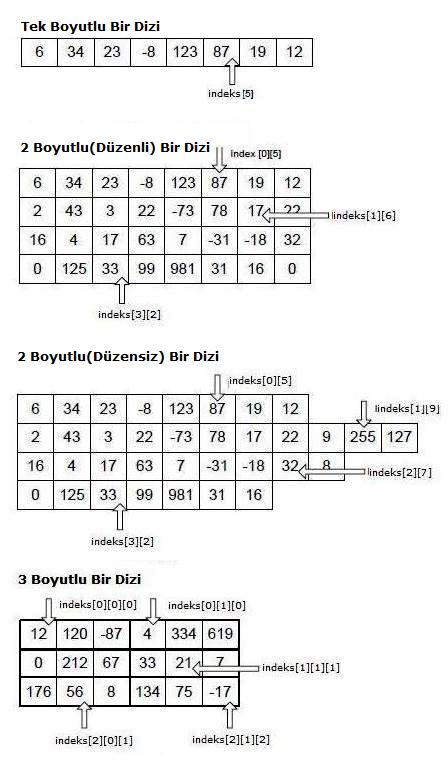 Tek Boyutlu Bir Dizi
6 34 23 -8 123 87 19 12
indeks[5]
2 Boyutlu(Düzenli) Bir Dizi
Index [0][5]
6 34 23 -8 123 87 19 12
2 43 3 22 -73 78 17 22
indeks[1][6]
16 4 17 63 7 -31 -18 32
0 125 33 99 981 31 16 0
indeks[3][2]
2 Boyutlu(Düzensiz) Bir Dizi
indeks[0][5]
6 34 23 -8 123 87 19 12
indeks[1][9]
2 43 3 22 -73 78 17 22 9 255 127
16 4 17 63 7 -31 -18 32 8
indeks[2][7]
0 125 33 99 981 31 16
indeks[3][2]
3 Boyutlu Bir Dizi
indeks[0][0][0] indeks[0][1][0]
12 120 -87 4 334 619
0 212 67 33 21 7
indeks[1][1][1]
176 56 8 134 75 -17
indeks[2][0][1] indeks[2][1][2]